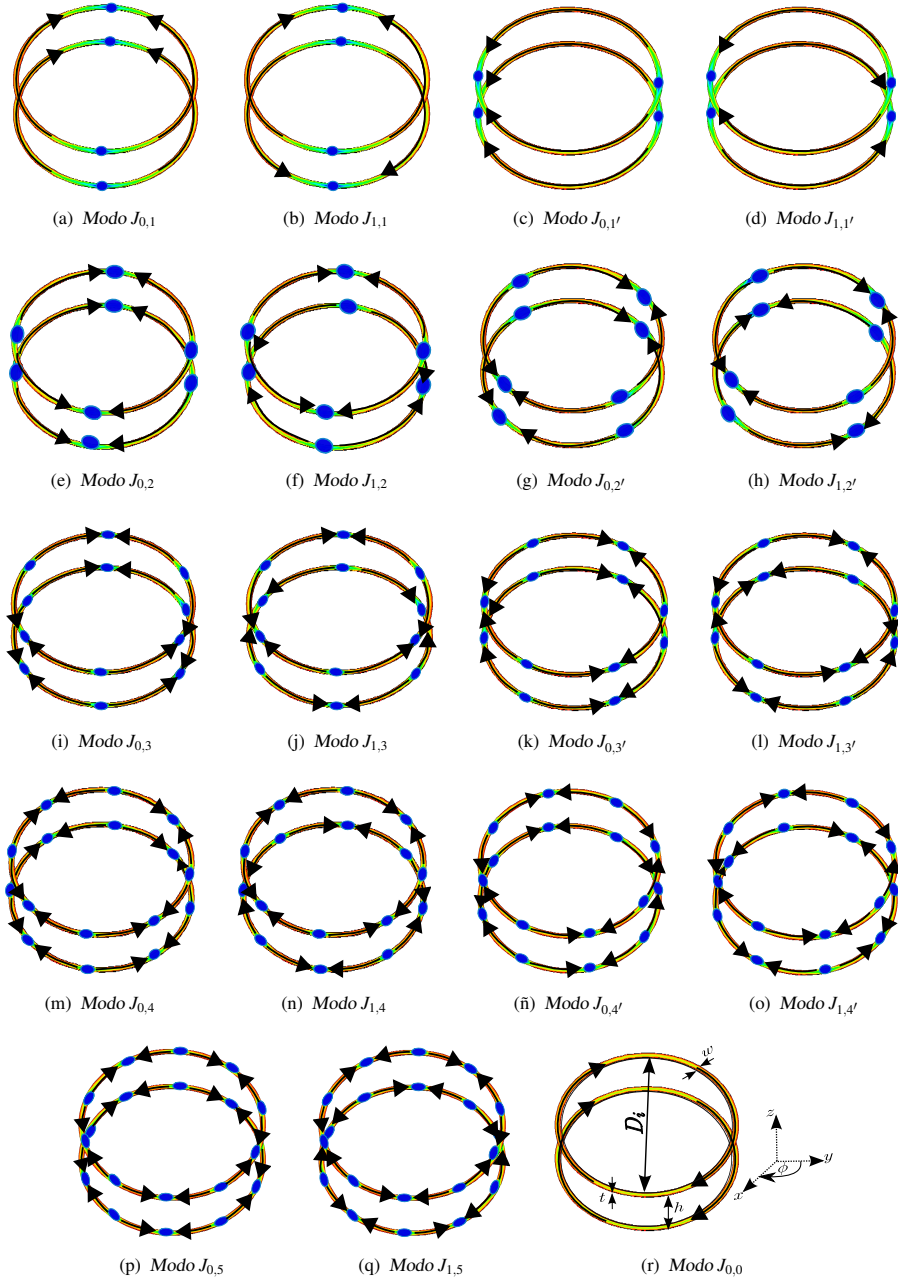 (a) Modo J0,1
(b) Modo J1,1
(c) Modo J0,1′
(d) Modo J1,1′
(e) Modo J0,2
(f) Modo J1,2
(g) Modo J0,2′
(h) Modo J1,2′
(i) Modo J0,3
(j) Modo J1,3
(k) Modo J0,3′
(l) Modo J1,3′
(m) Modo J0,4
(n) Modo J1,4
(ñ) Modo J0,4′
(o) Modo J1,4′
w
Di
z
y
ϕ
x
t
h
(p) Modo J0,5
(q) Modo J1,5
(r) Modo J0,0